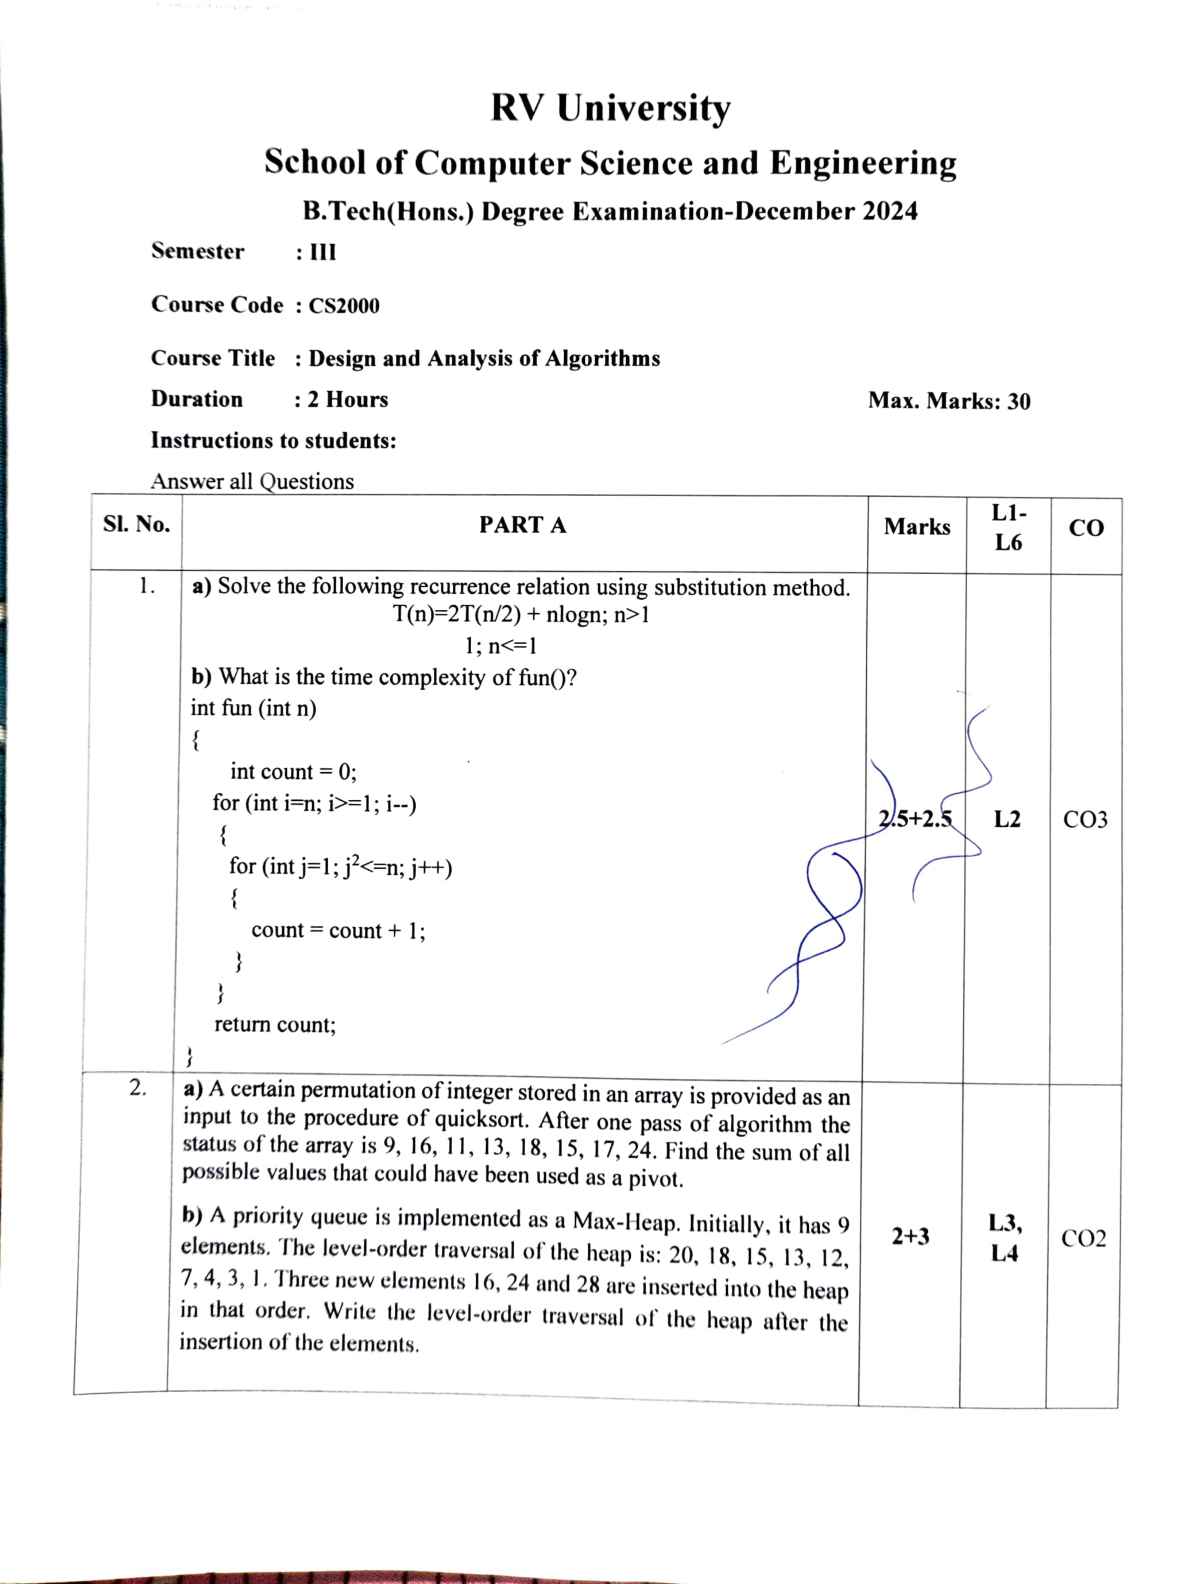 RV University
School of Computer Science and Engineering
B.Tech(Hons.) Degree Examination-December 2024
Semester : III
Course Code : CS2000
Course Title : Design and Analysis of Algorithms
Duration : 2 Hours Max. Marks: 30
Instructions to students:
Answer all Questions
Sl. No. PART A Marks L1-L6 CO
1. a) Solve the following recurrence relation using substitution method.
T(n)=2T(n/2) + nlogn; n>1
1; n<=1
b) What is the time complexity of fun()?
int fun (int n)
{
int count = 0;
for (int i=n; i>=1; i--)
{
2.5+2.5 L2 CO3
for (int j=1; j²<=n; j++)
{
count = count + 1;
}
}
return count;
}
2. a) A certain permutation of integer stored in an array is provided as an
input to the procedure of quicksort. After one pass of algorithm the
status of the array is 9, 16, 11, 13, 18, 15, 17, 24. Find the sum of all
possible values that could have been used as a pivot.
b) A priority queue is implemented as a Max-Heap. Initially, it has 9
elements. The level-order traversal of the heap is: 20, 18, 15, 13, 12,
7, 4, 3, 1. Three new elements 16, 24 and 28 are inserted into the heap
in that order. Write the level-order traversal of the heap after the
insertion of the elements.
2+3 L3, L4 CO2